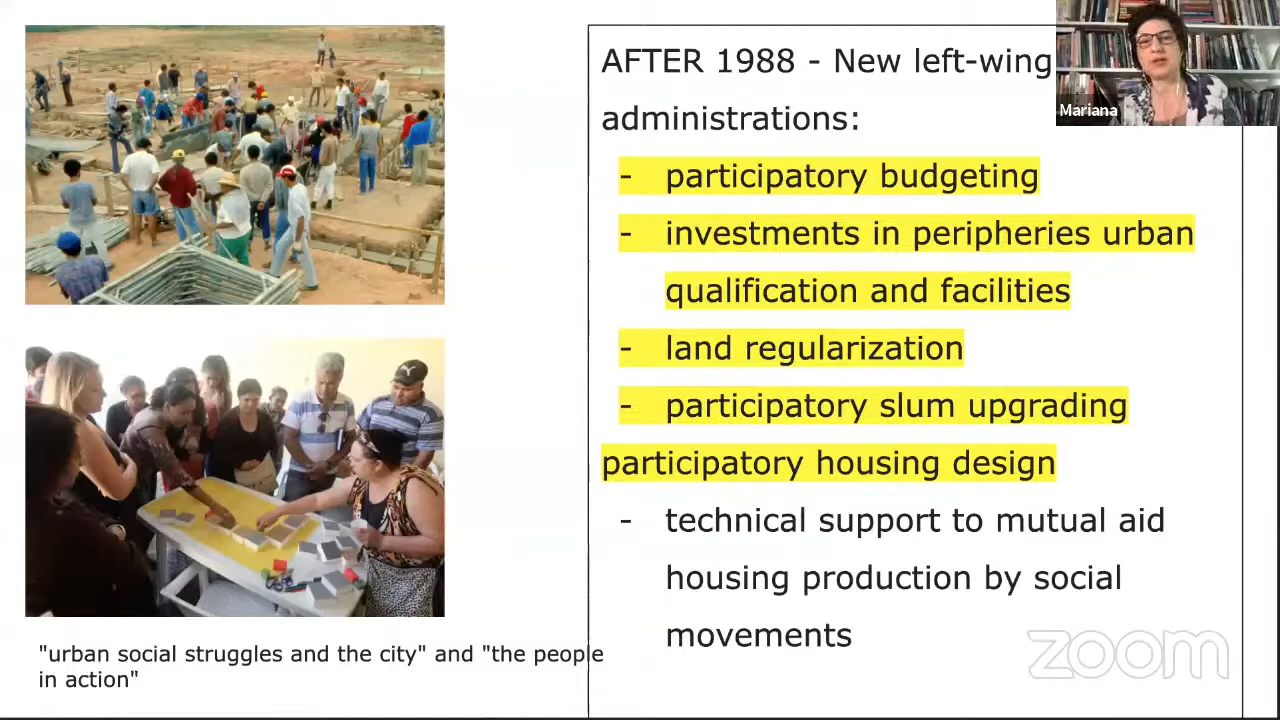 AFTER 1988 - New left-wing
administrations:
- participatory budgeting
- investments in peripheries urban
qualification and facilities
- land regularization
- participatory slum upgrading
participatory housing design
- technical support to mutual aid
housing production by social
movements
"urban social struggles and the city" and "the people
in action"
Mariana
zoom